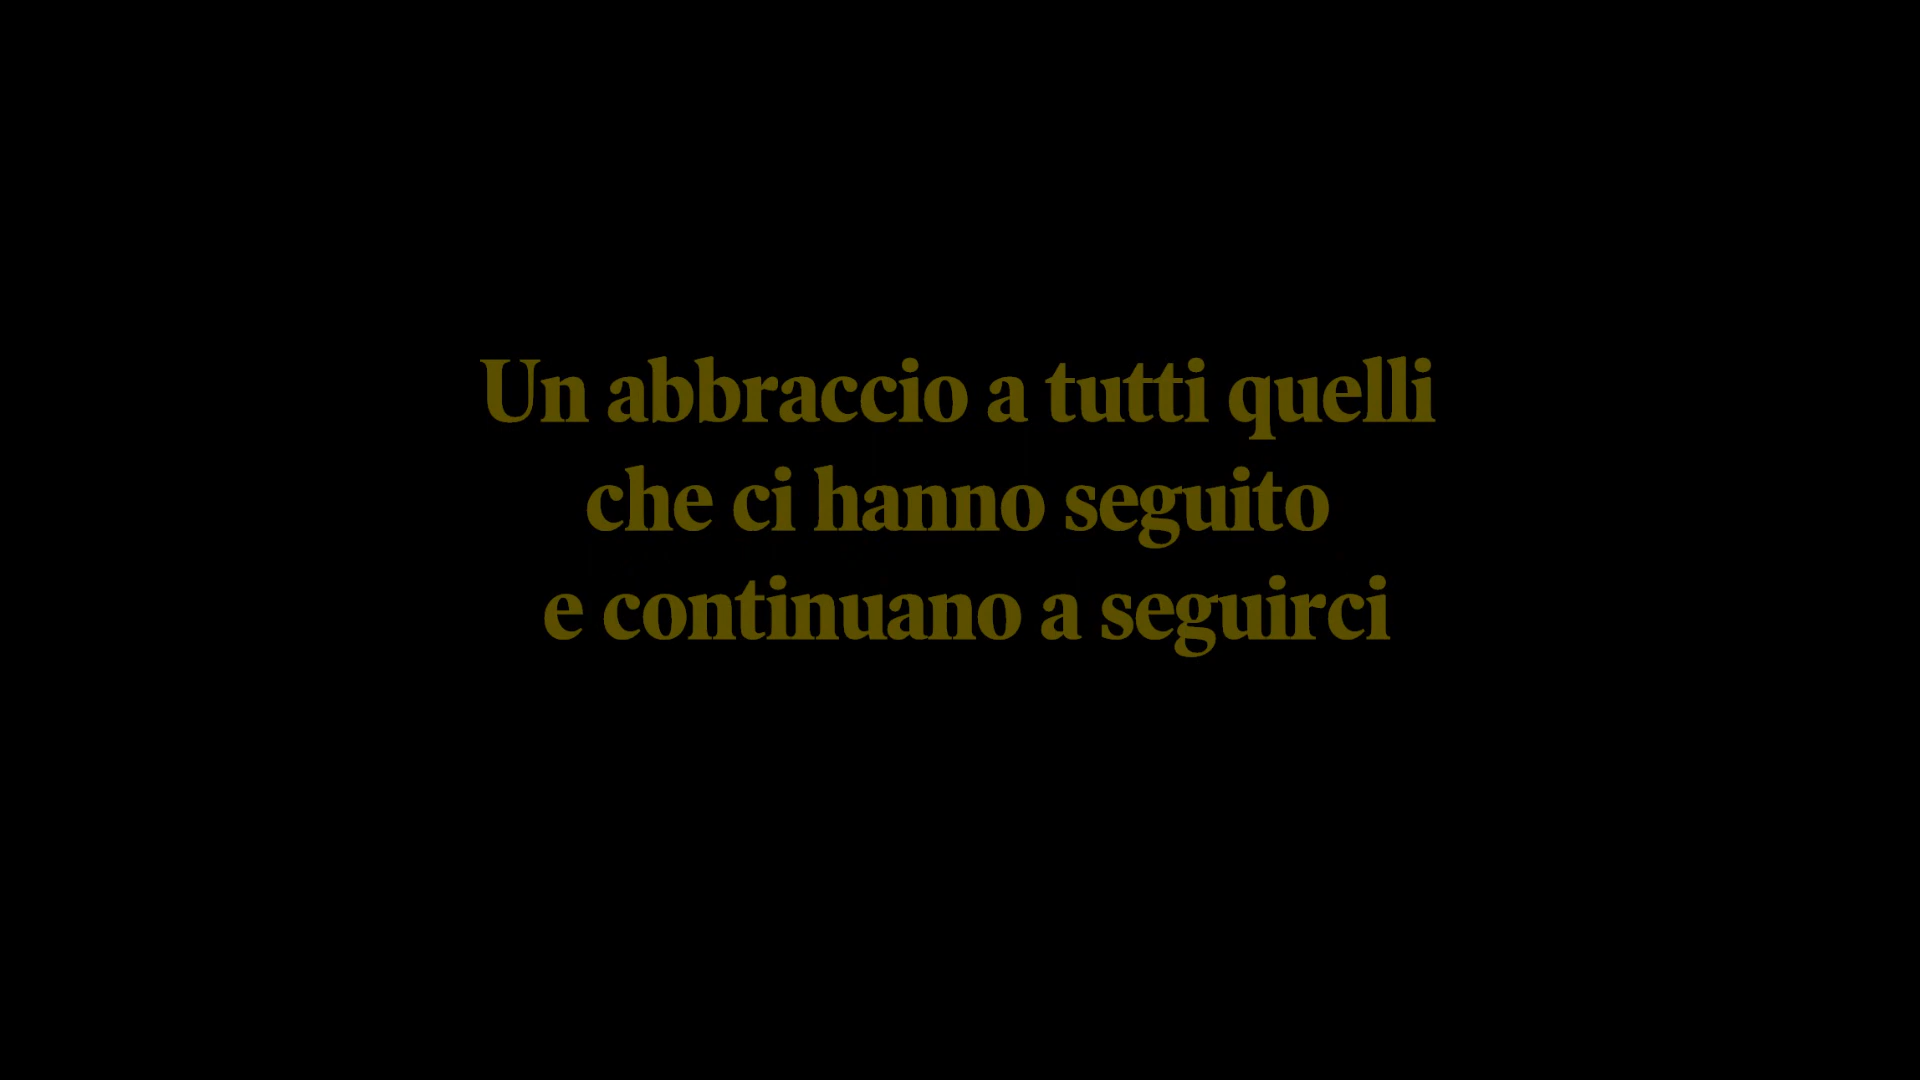 Un abbraccio a tutti quelli
che ci hanno seguito
e continuano a seguirci